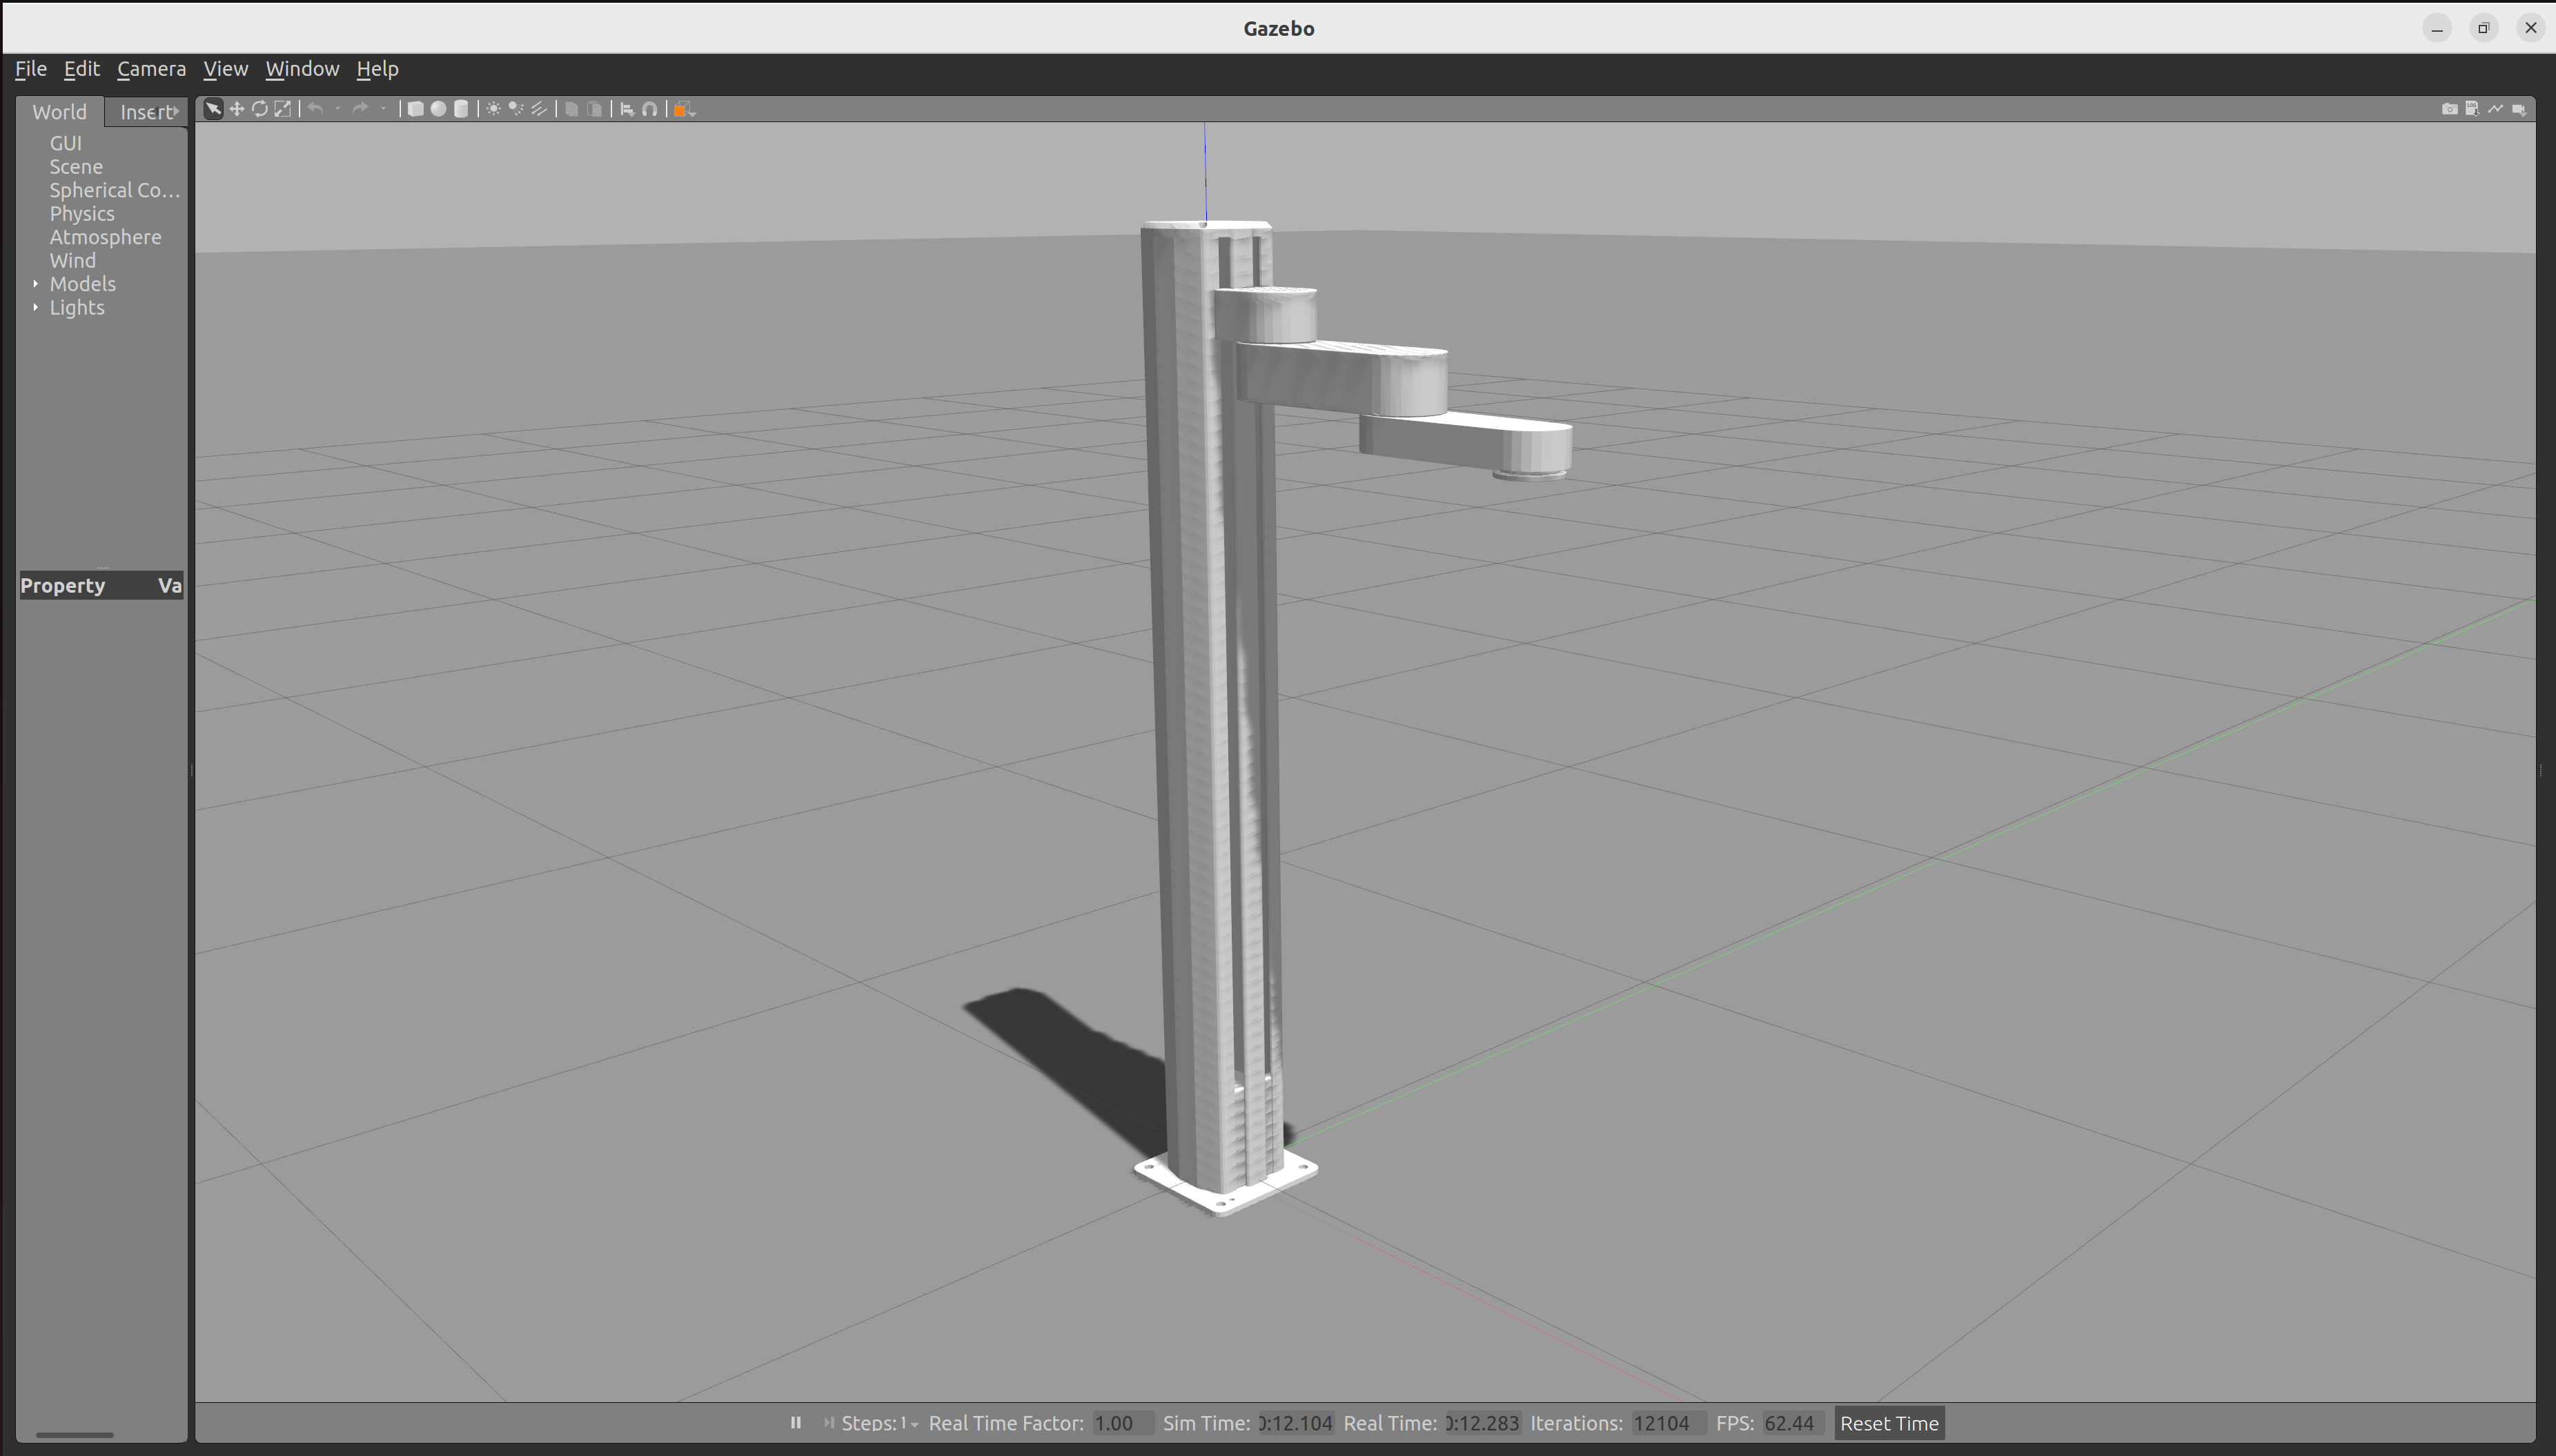 Gazebo
File Edit Camera View Window Help
World Insert
GUI
Scene
Spherical Co...
Physics
Atmosphere
Wind
Models
Lights
Property Va
Steps: 1 Real Time Factor: 1.00 Sim Time: 0:12.104 Real Time: 0:12.283 Iterations: 12104 FPS: 62.44 Reset Time